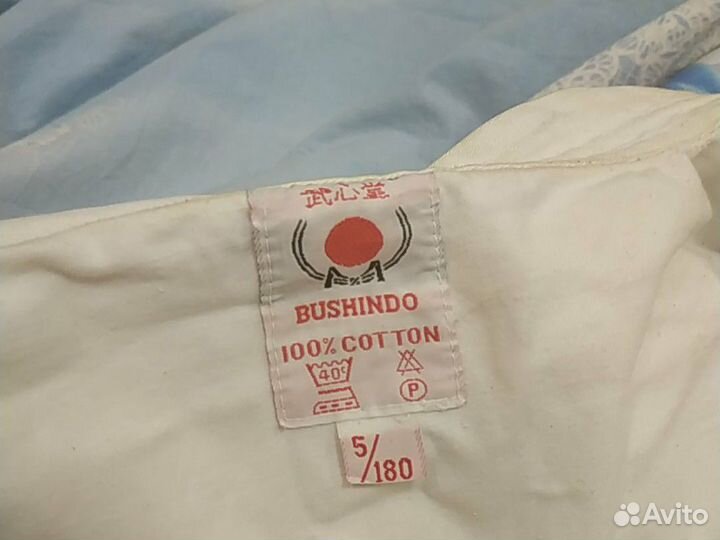 武心堂
BUSHINDO
100% COTTON
40°
P
5/180
Avito